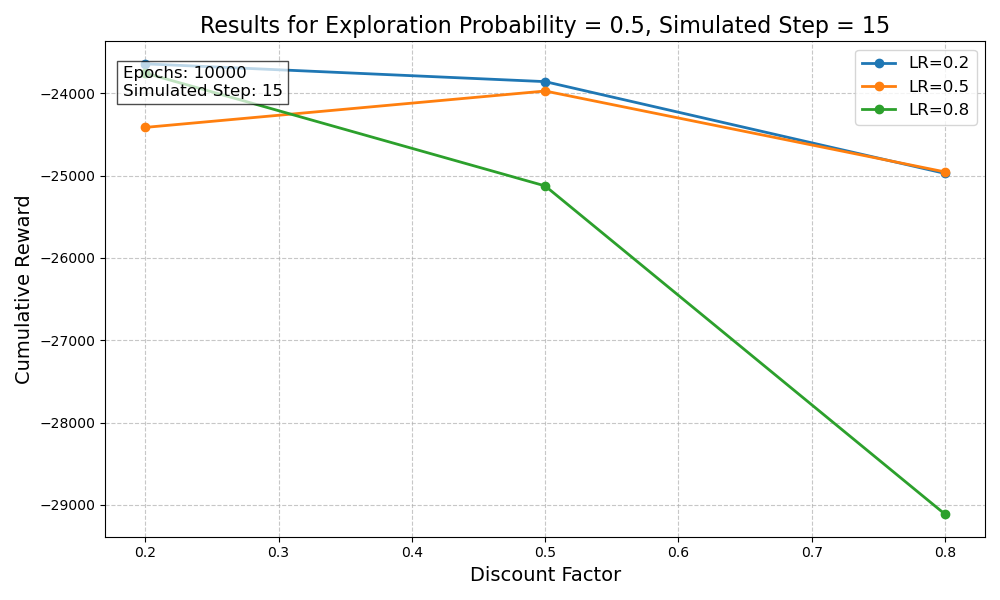 Results for Exploration Probability = 0.5, Simulated Step = 15
Epochs: 10000
Simulated Step: 15
LR=0.2
LR=0.5
LR=0.8
Cumulative Reward
−24000
−25000
−26000
−27000
−28000
−29000
0.2
0.3
0.4
0.5
0.6
0.7
0.8
Discount Factor